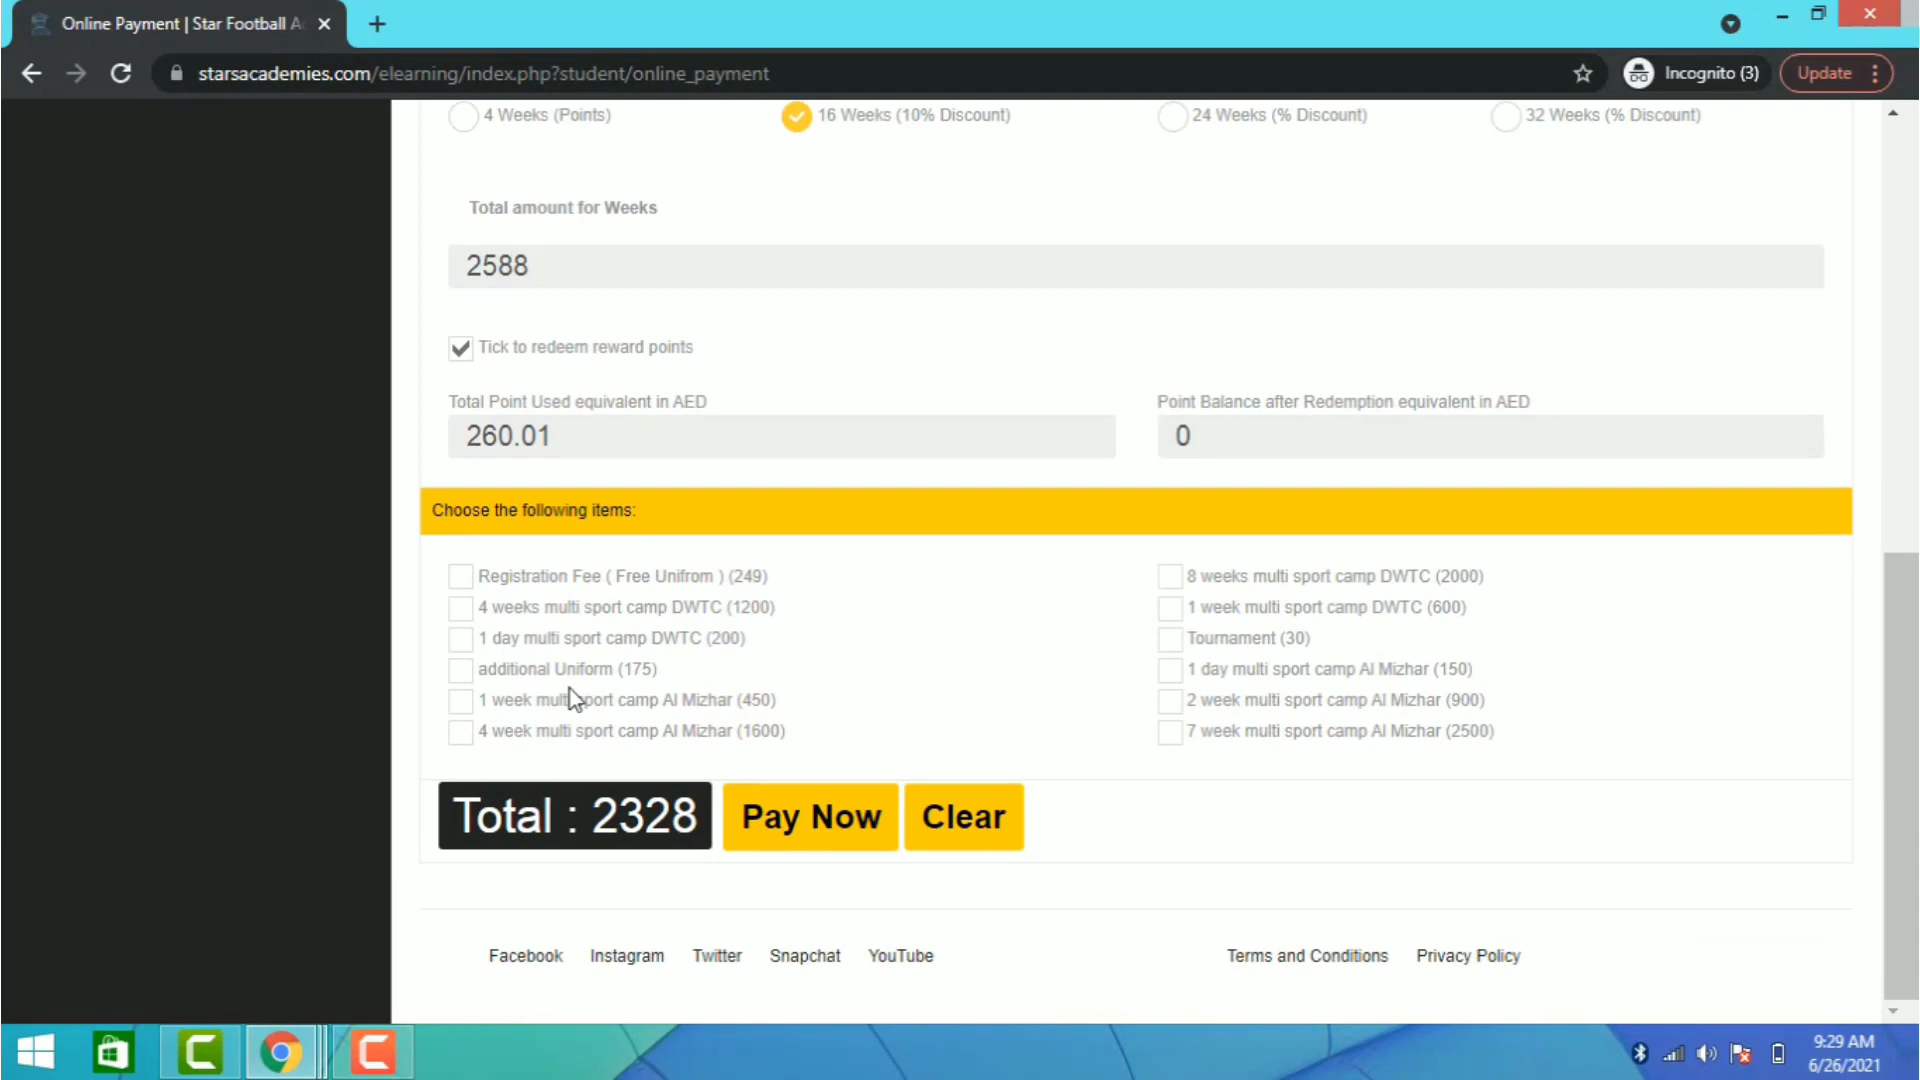 Online Payment | Star Football A
starsacademies.com/elearning/index.php?student/online_payment
Incognito (3)
Update
4 Weeks (Points)
16 Weeks (10% Discount)
24 Weeks (% Discount)
32 Weeks (% Discount)
Total amount for Weeks
2588
Tick to redeem reward points
Total Point Used equivalent in AED
Point Balance after Redemption equivalent in AED
260.01
0
Choose the following items:
Registration Fee ( Free Unifrom ) (249)
8 weeks multi sport camp DWTC (2000)
4 weeks multi sport camp DWTC (1200)
1 week multi sport camp DWTC (600)
1 day multi sport camp DWTC (200)
Tournament (30)
additional Uniform (175)
1 day multi sport camp Al Mizhar (150)
1 week multi sport camp Al Mizhar (450)
2 week multi sport camp Al Mizhar (900)
4 week multi sport camp Al Mizhar (1600)
7 week multi sport camp Al Mizhar (2500)
Total : 2328
Pay Now
Clear
Facebook
Instagram
Twitter
Snapchat
YouTube
Terms and Conditions
Privacy Policy
9:29 AM
6/26/2021